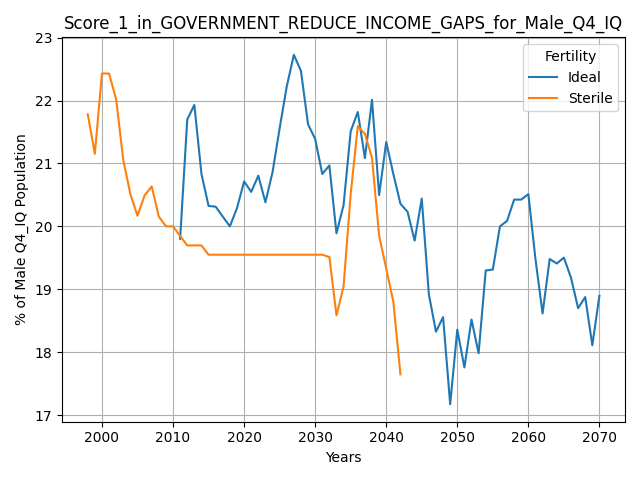 Score_1_in_GOVERNMENT_REDUCE_INCOME_GAPS_for_Male_Q4_IQ
Fertility
Ideal
Sterile
% of Male Q4_IQ Population
23
22
21
20
19
18
17
2000
2010
2020
2030
2040
2050
2060
2070
Years